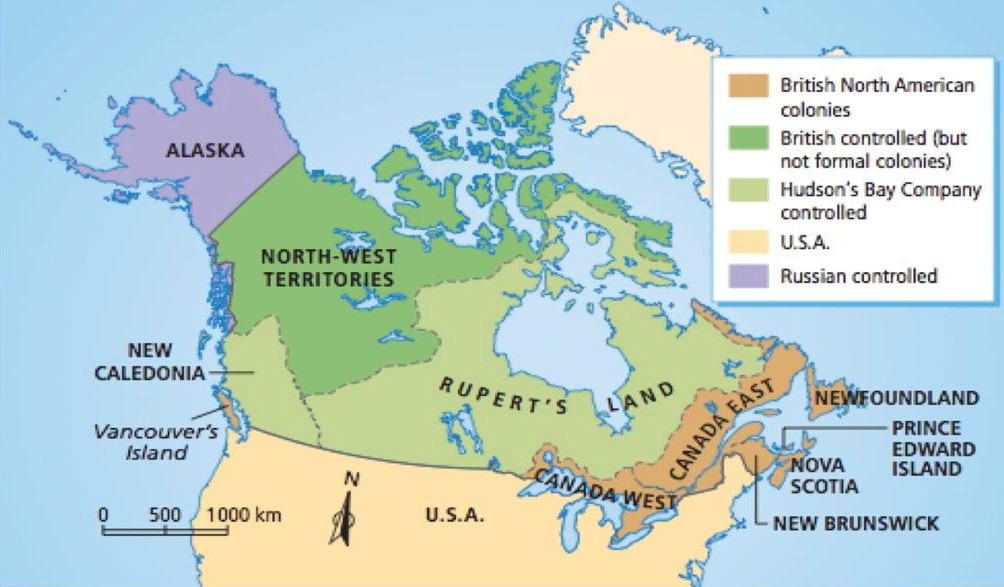 ALASKA
NORTH-WEST
TERRITORIES
NEW
CALEDONIA
Vancouver's
Island
RUPERT'S LAND
CANADA EAST
CANADA WEST
NEWFOUNDLAND
PRINCE
EDWARD
ISLAND
NOVA
SCOTIA
NEW BRUNSWICK
U.S.A.
N
0 500 1000 km
British North American
colonies
British controlled (but
not formal colonies)
Hudson's Bay Company
controlled
U.S.A.
Russian controlled